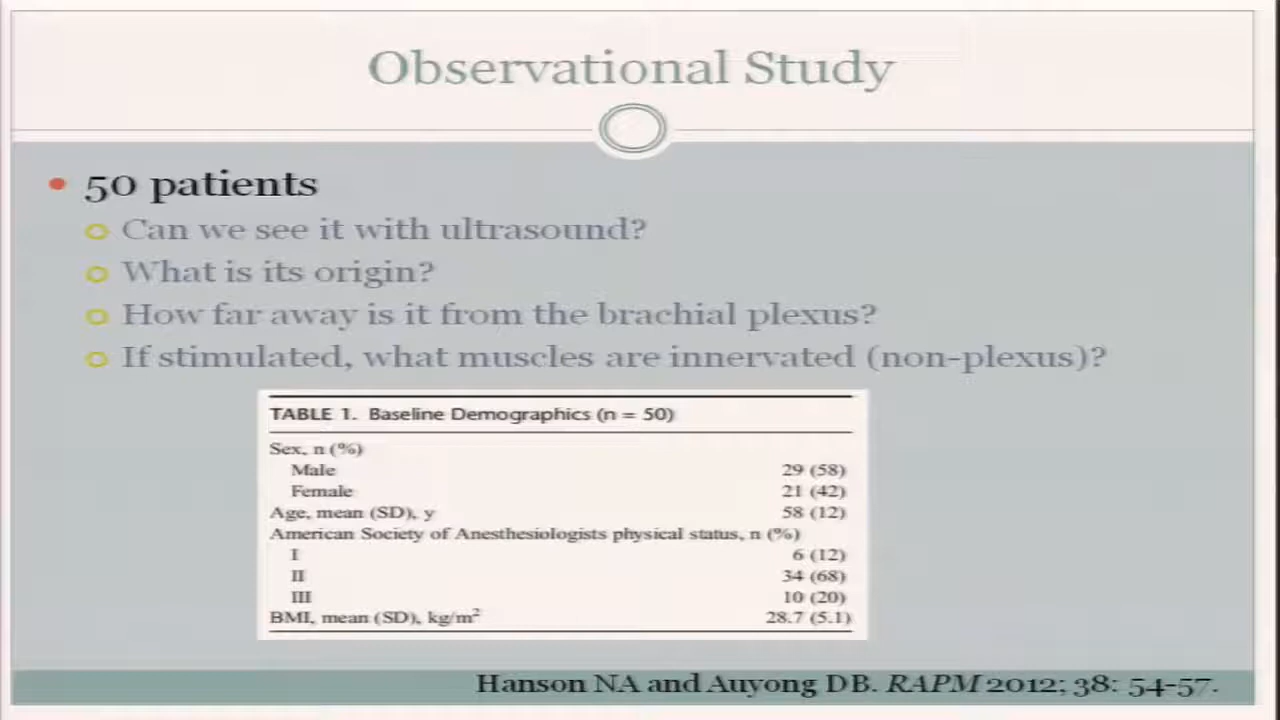 Observational Study
50 patients
Can we see it with ultrasound?
What is its origin?
How far away is it from the brachial plexus?
If stimulated, what muscles are innervated (non-plexus)?
TABLE 1. Baseline Demographics (n = 50)
Sex, n (%)
Male 29 (58)
Female 21 (42)
Age, mean (SD), y 58 (12)
American Society of Anesthesiologists physical status, n (%)
I 6 (12)
II 34 (68)
III 10 (20)
BMI, mean (SD), kg/m² 28.7 (5.1)
Hanson NA and Auyong DB. RAPM 2012; 38: 54-57.